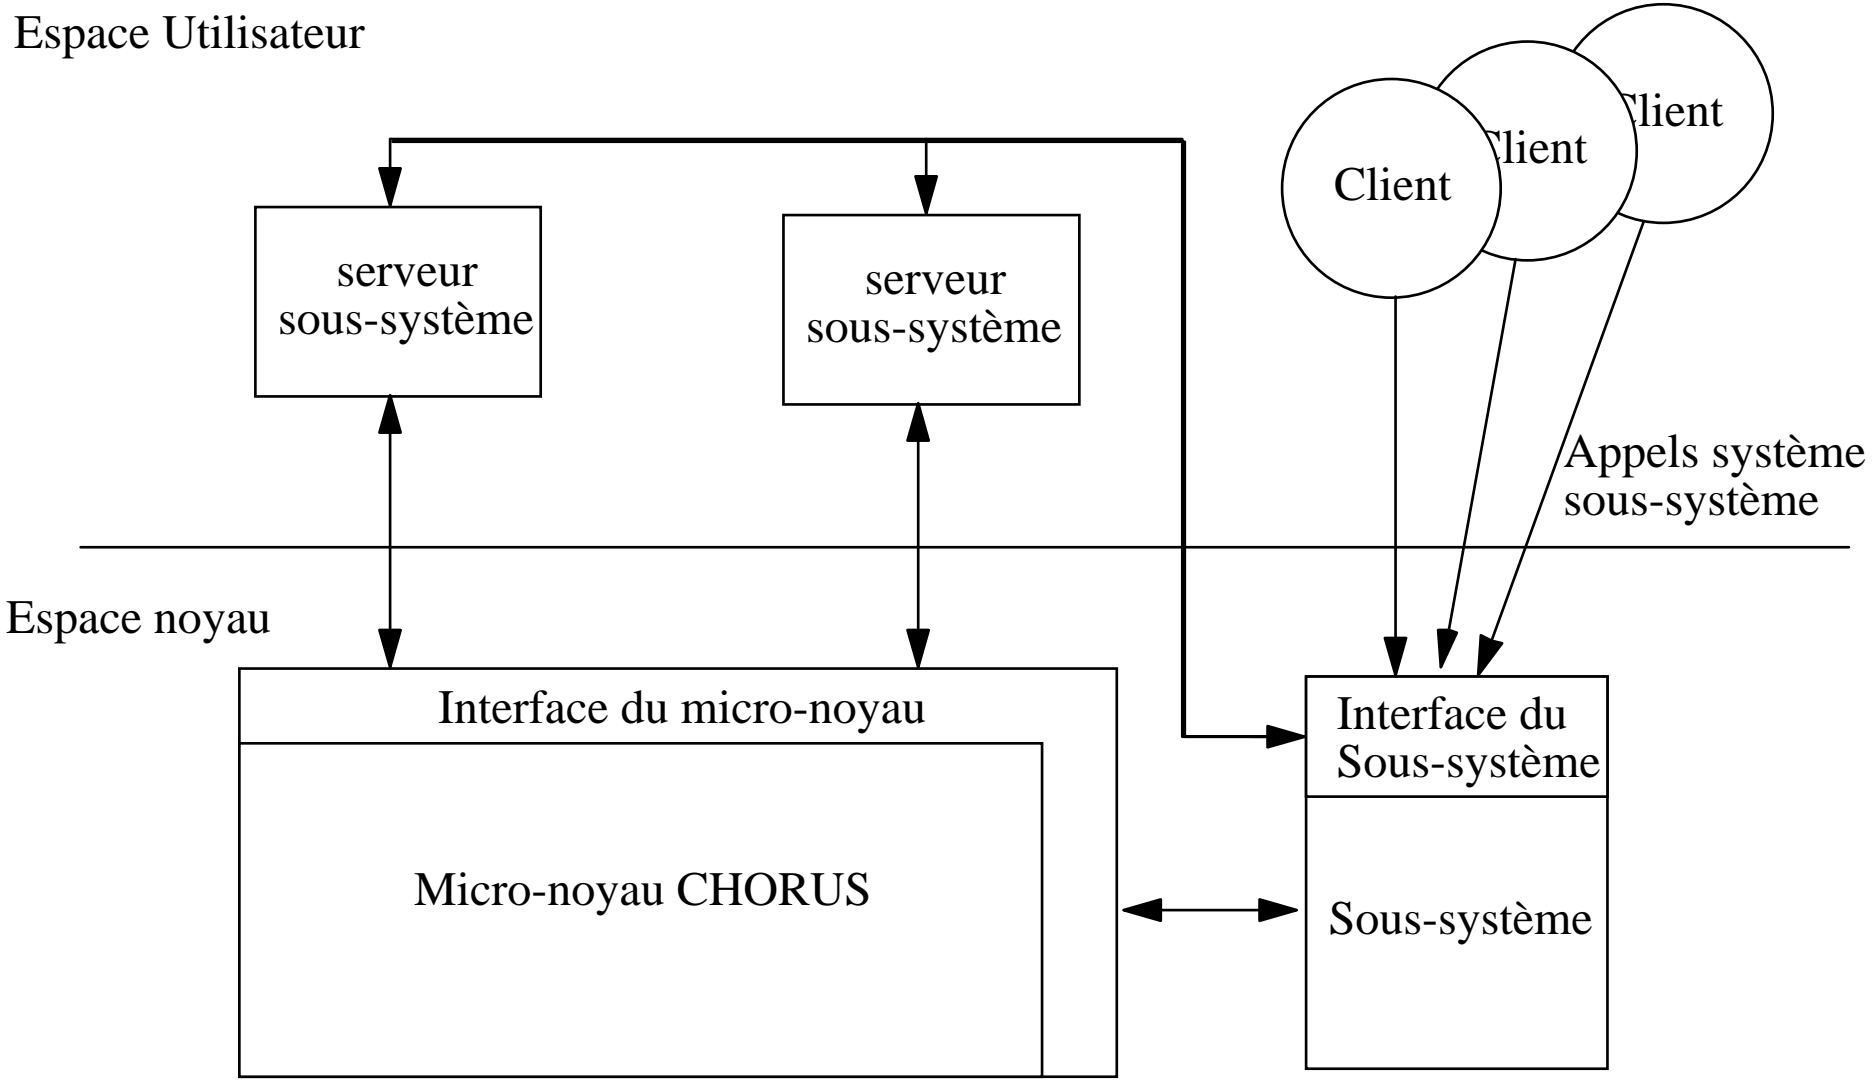 Espace Utilisateur
Client
Client
Client
serveur
sous-système
serveur
sous-système
Appels système
sous-système
Espace noyau
Interface du micro-noyau
Interface du
Sous-système
Micro-noyau CHORUS
Sous-système